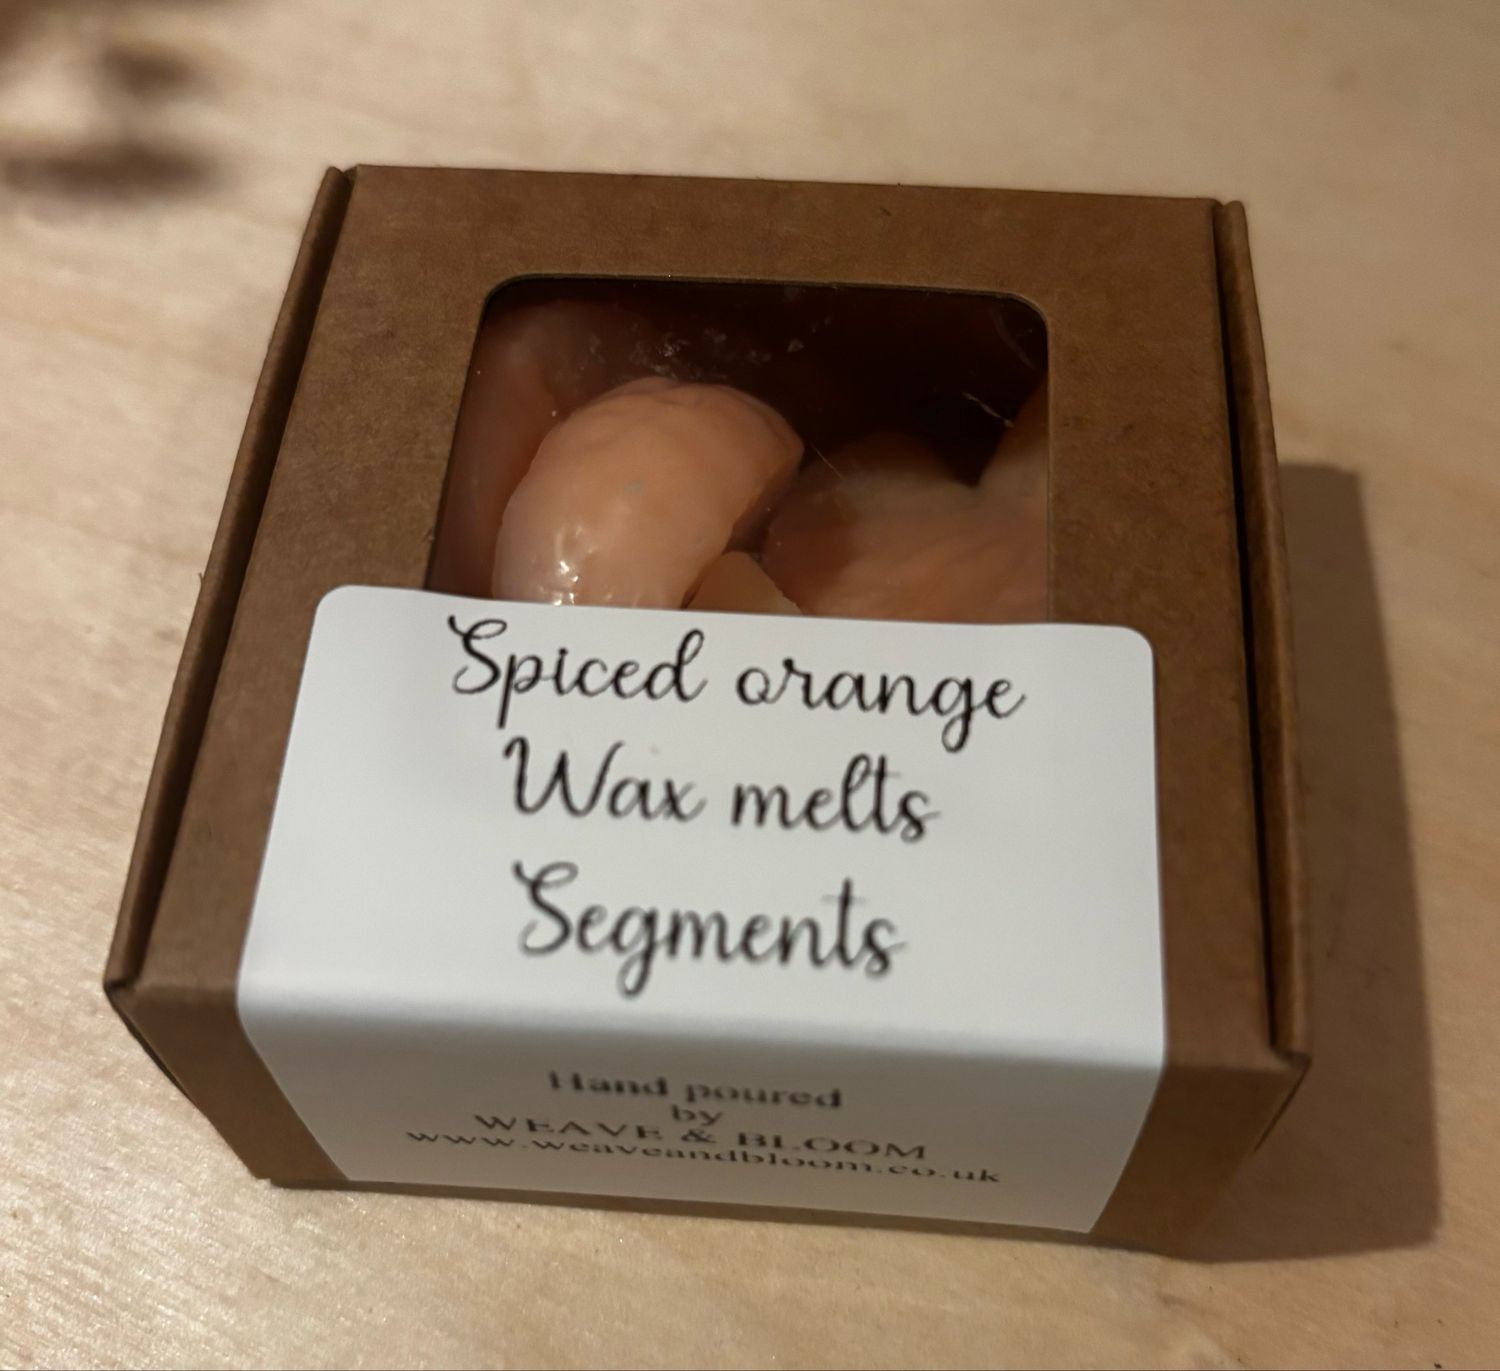 Spiced orange
Wax melts
Segments
Hand poured
by
WEAVE & BLOOM
www.weaveandbloom.co.uk